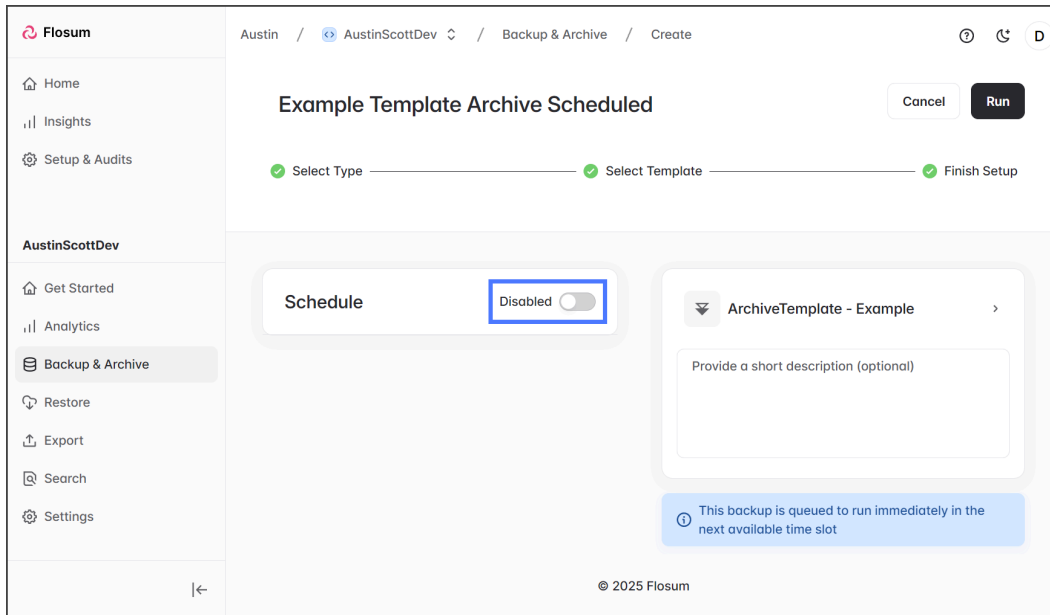 Flosum
Austin / AustinScottDev / Backup & Archive / Create
D
Home
Insights
Setup & Audits
Example Template Archive Scheduled
Cancel
Run
Select Type
Select Template
Finish Setup
AustinScottDev
Get Started
Analytics
Backup & Archive
Restore
Export
Search
Settings
Schedule
Disabled
ArchiveTemplate - Example
Provide a short description (optional)
This backup is queued to run immediately in the
next available time slot
© 2025 Flosum